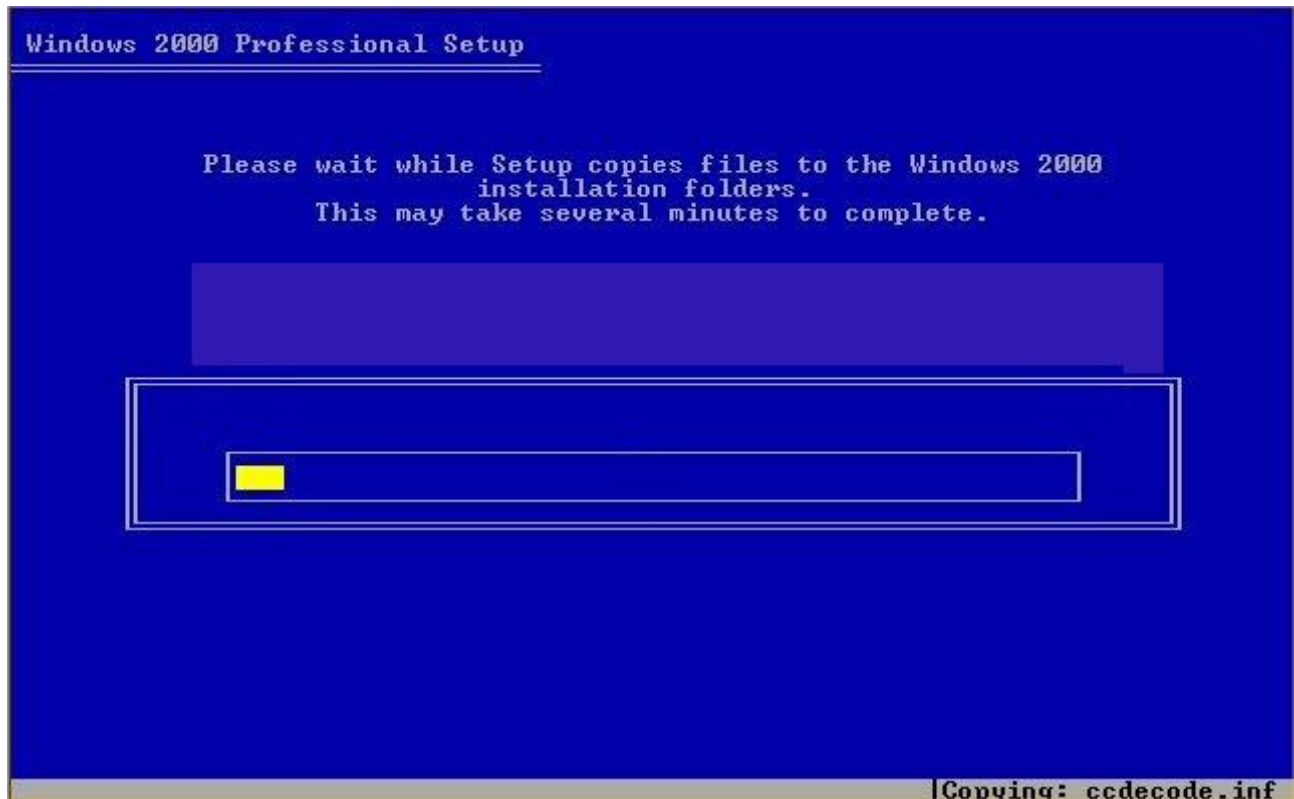 Windows 2000 Professional Setup
Please wait while Setup copies files to the Windows 2000
installation folders.
This may take several minutes to complete.
Copying: ccdecode.inf